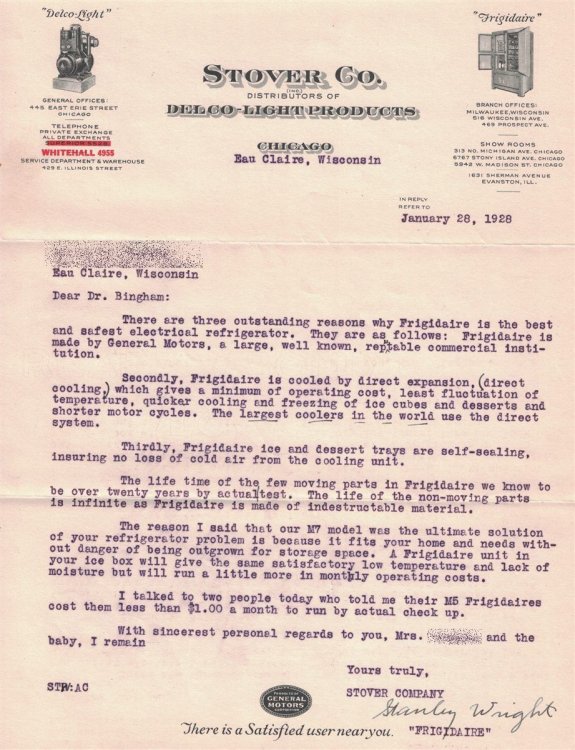 "Delco-Light"
GENERAL OFFICES:
445 EAST ERIE STREET
CHICAGO
TELEPHONE
PRIVATE EXCHANGE
ALL DEPARTMENTS
SUPERIOR 5528
WHITEHALL 4955
SERVICE DEPARTMENT & WAREHOUSE
429 E. ILLINOIS STREET
STOVER CO.
(INC.)
DISTRIBUTORS OF
DELCO-LIGHT PRODUCTS
CHICAGO
Eau Claire, Wisconsin
"Frigidaire"
BRANCH OFFICES:
MILWAUKEE, WISCONSIN
516 WISCONSIN AVE.
469 PROSPECT AVE.
SHOW ROOMS
313 NO. MICHIGAN AVE. CHICAGO
6767 STONY ISLAND AVE. CHICAGO
5942 W. MADISON ST. CHICAGO
1631 SHERMAN AVENUE
EVANSTON, ILL.
IN REPLY
REFER TO
January 28, 1928
Eau Claire, Wisconsin
Dear Dr. Bingham:
There are three outstanding reasons why Frigidaire is the best
and safest electrical refrigerator. They are as follows: Frigidaire is
made by General Motors, a large, well known, reputable commercial insti-
tution.
Secondly, Frigidaire is cooled by direct expansion, (direct
cooling,) which gives a minimum of operating cost, least fluctuation of
temperature, quicker cooling and freezing of ice cubes and desserts and
shorter motor cycles. The largest coolers in the world use the direct
system.
Thirdly, Frigidaire ice and dessert trays are self-sealing,
insuring no loss of cold air from the cooling unit.
The life time of the few moving parts in Frigidaire we know to
be over twenty years by actual test. The life of the non-moving parts
is infinite as Frigidaire is made of indestructable material.
The reason I said that our M7 model was the ultimate solution
of your refrigerator problem is because it fits your home and needs with-
out danger of being outgrown for storage space. A Frigidaire unit in
your ice box will give the same satisfactory low temperature and lack of
moisture but will run a little more in monthly operating costs.
I talked to two people today who told me their M5 Frigidaires
cost them less than $1.00 a month to run by actual check up.
With sincerest personal regards to you, Mrs. and the
baby, I remain
Yours truly,
STW:AC
STOVER COMPANY
Stanley Wright
"FRIGIDAIRE"
PRODUCTS OF
GENERAL
MOTORS
CORPORATION
There is a Satisfied user near you.